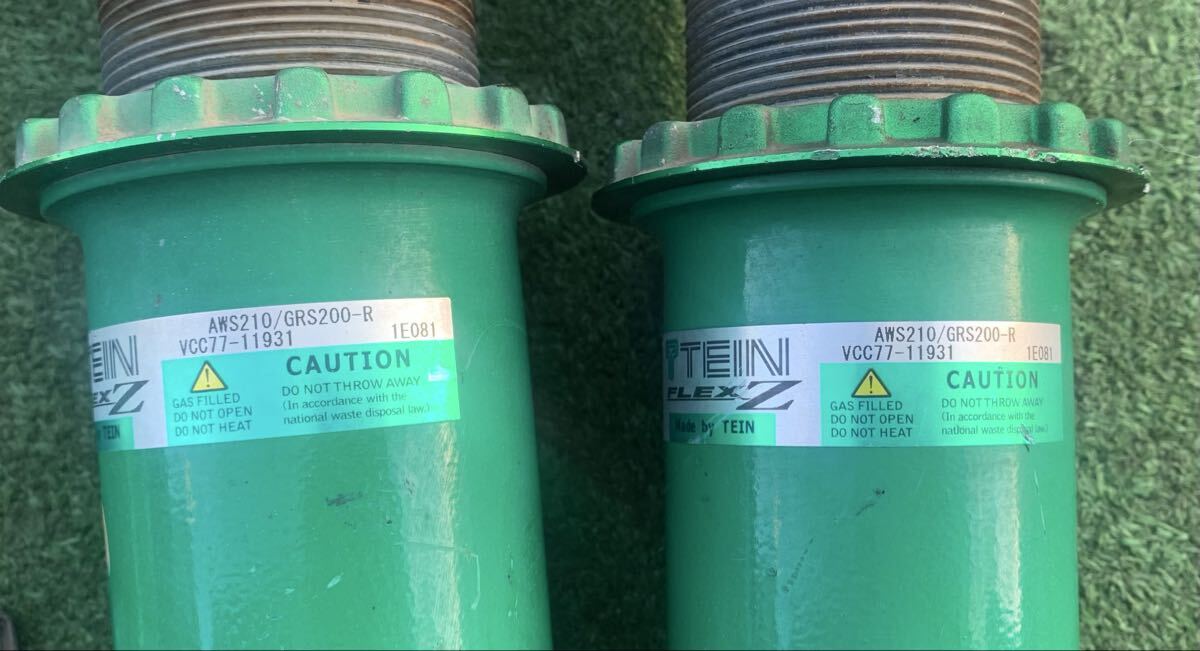 AWS210/GRS200-R
VCC77-11931 1E081
FLEX Z
CAUTION
GAS FILLED
DO NOT OPEN
DO NOT HEAT
DO NOT THROW AWAY
(In accordance with the
national waste disposal law.)
by TEIN
AWS210/GRS200-R
VCC77-11931 1E081
TEIN
FLEX Z
CAUTION
GAS FILLED
DO NOT OPEN
DO NOT HEAT
DO NOT THROW AWAY
(In accordance with the
national waste disposal law.)
Made by TEIN